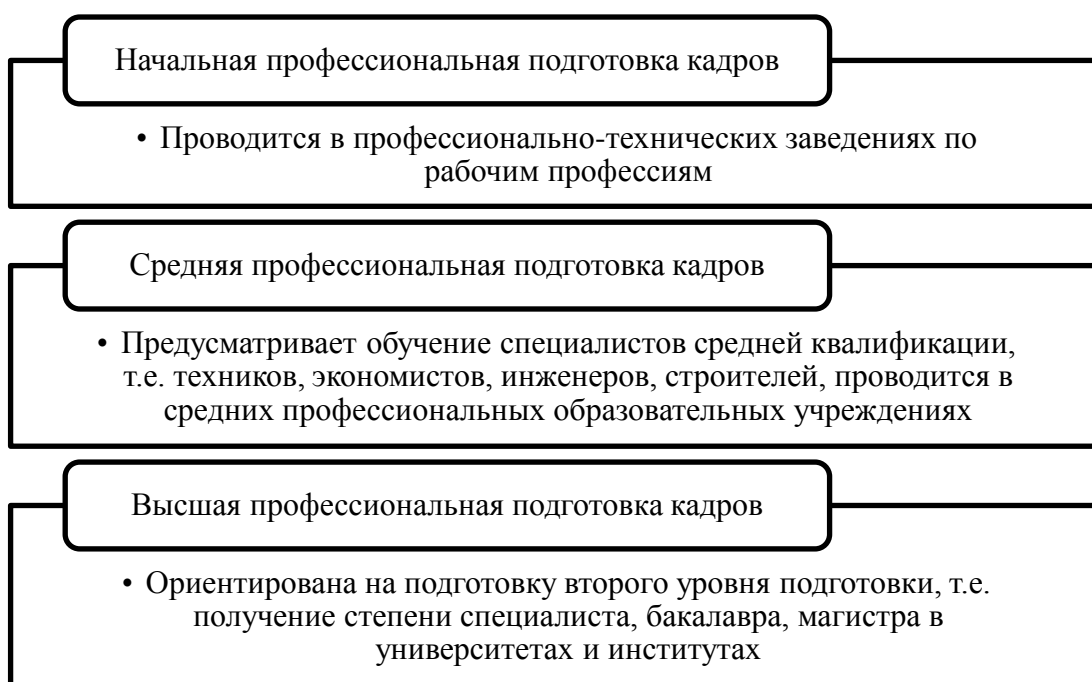 Начальная профессиональная подготовка кадров
• Проводится в профессионально-технических заведениях по
рабочим профессиям
Средняя профессиональная подготовка кадров
• Предусматривает обучение специалистов средней квалификации,
т.е. техников, экономистов, инженеров, строителей, проводится в
средних профессиональных образовательных учреждениях
Высшая профессиональная подготовка кадров
• Ориентирована на подготовку второго уровня подготовки, т.е.
получение степени специалиста, бакалавра, магистра в
университетах и институтах